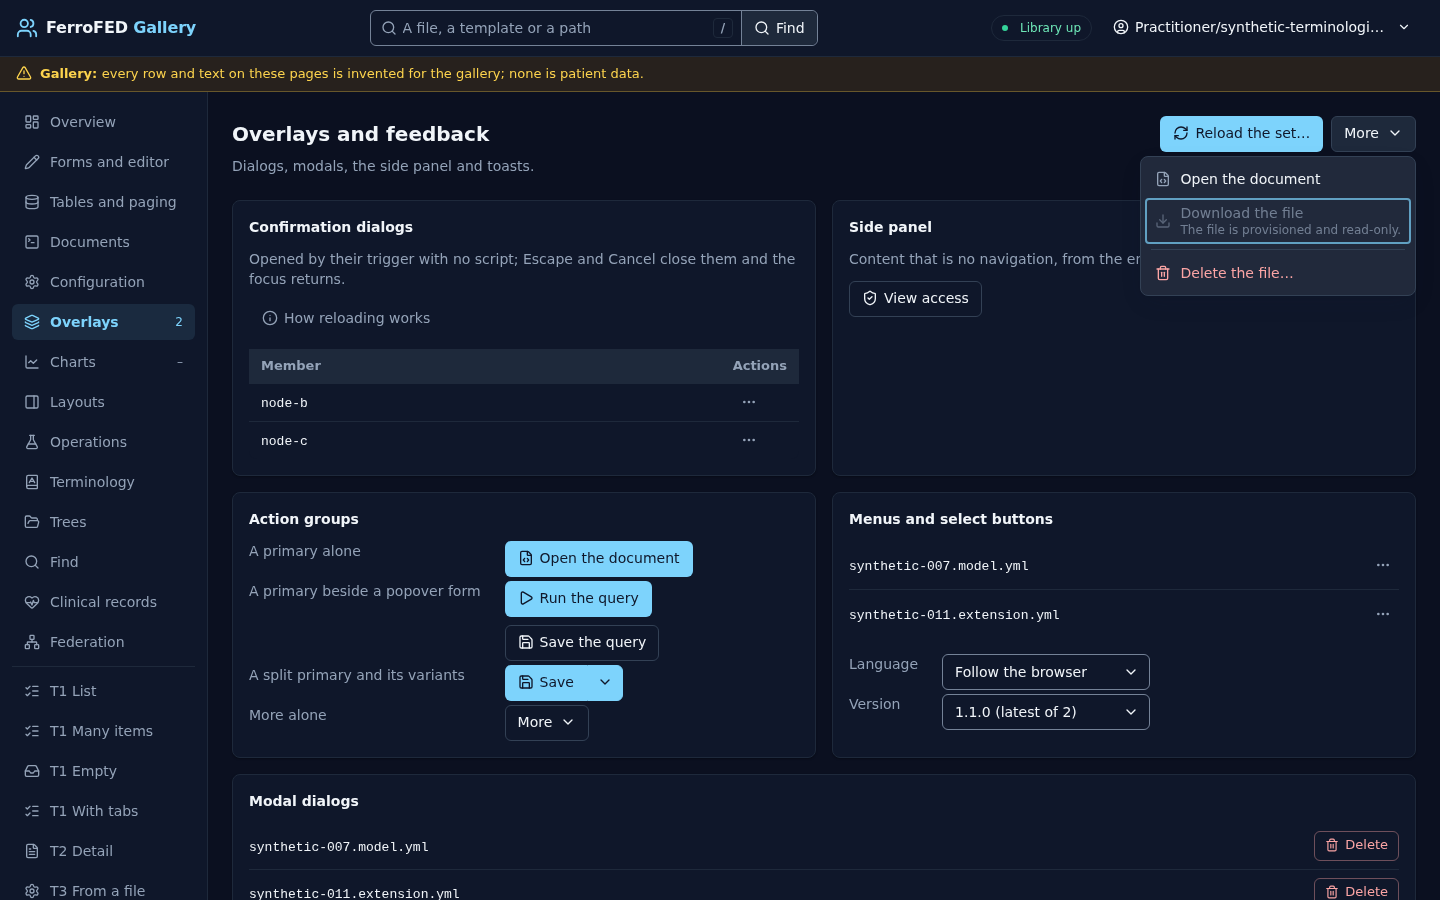 FerroFED Gallery
A file, a template or a path
/
Find
Library up
Practitioner/synthetic-terminologi…
Gallery: every row and text on these pages is invented for the gallery; none is patient data.
Overview
Forms and editor
Tables and paging
Documents
Configuration
Overlays 2
Charts –
Layouts
Operations
Terminology
Trees
Find
Clinical records
Federation
T1 List
T1 Many items
T1 Empty
T1 With tabs
T2 Detail
T3 From a file
Overlays and feedback
Dialogs, modals, the side panel and toasts.
Reload the set…
More
Open the document
Download the file
The file is provisioned and read-only.
Delete the file…
Confirmation dialogs
Opened by their trigger with no script; Escape and Cancel close them and the
focus returns.
How reloading works
Member Actions
node-b ···
node-c ···
Side panel
Content that is no navigation, from the er
View access
Action groups
A primary alone
Open the document
A primary beside a popover form
Run the query
Save the query
A split primary and its variants
Save
More alone
More
Menus and select buttons
synthetic-007.model.yml ···
synthetic-011.extension.yml ···
Language Follow the browser
Version 1.1.0 (latest of 2)
Modal dialogs
synthetic-007.model.yml Delete
synthetic-011.extension.yml Delete